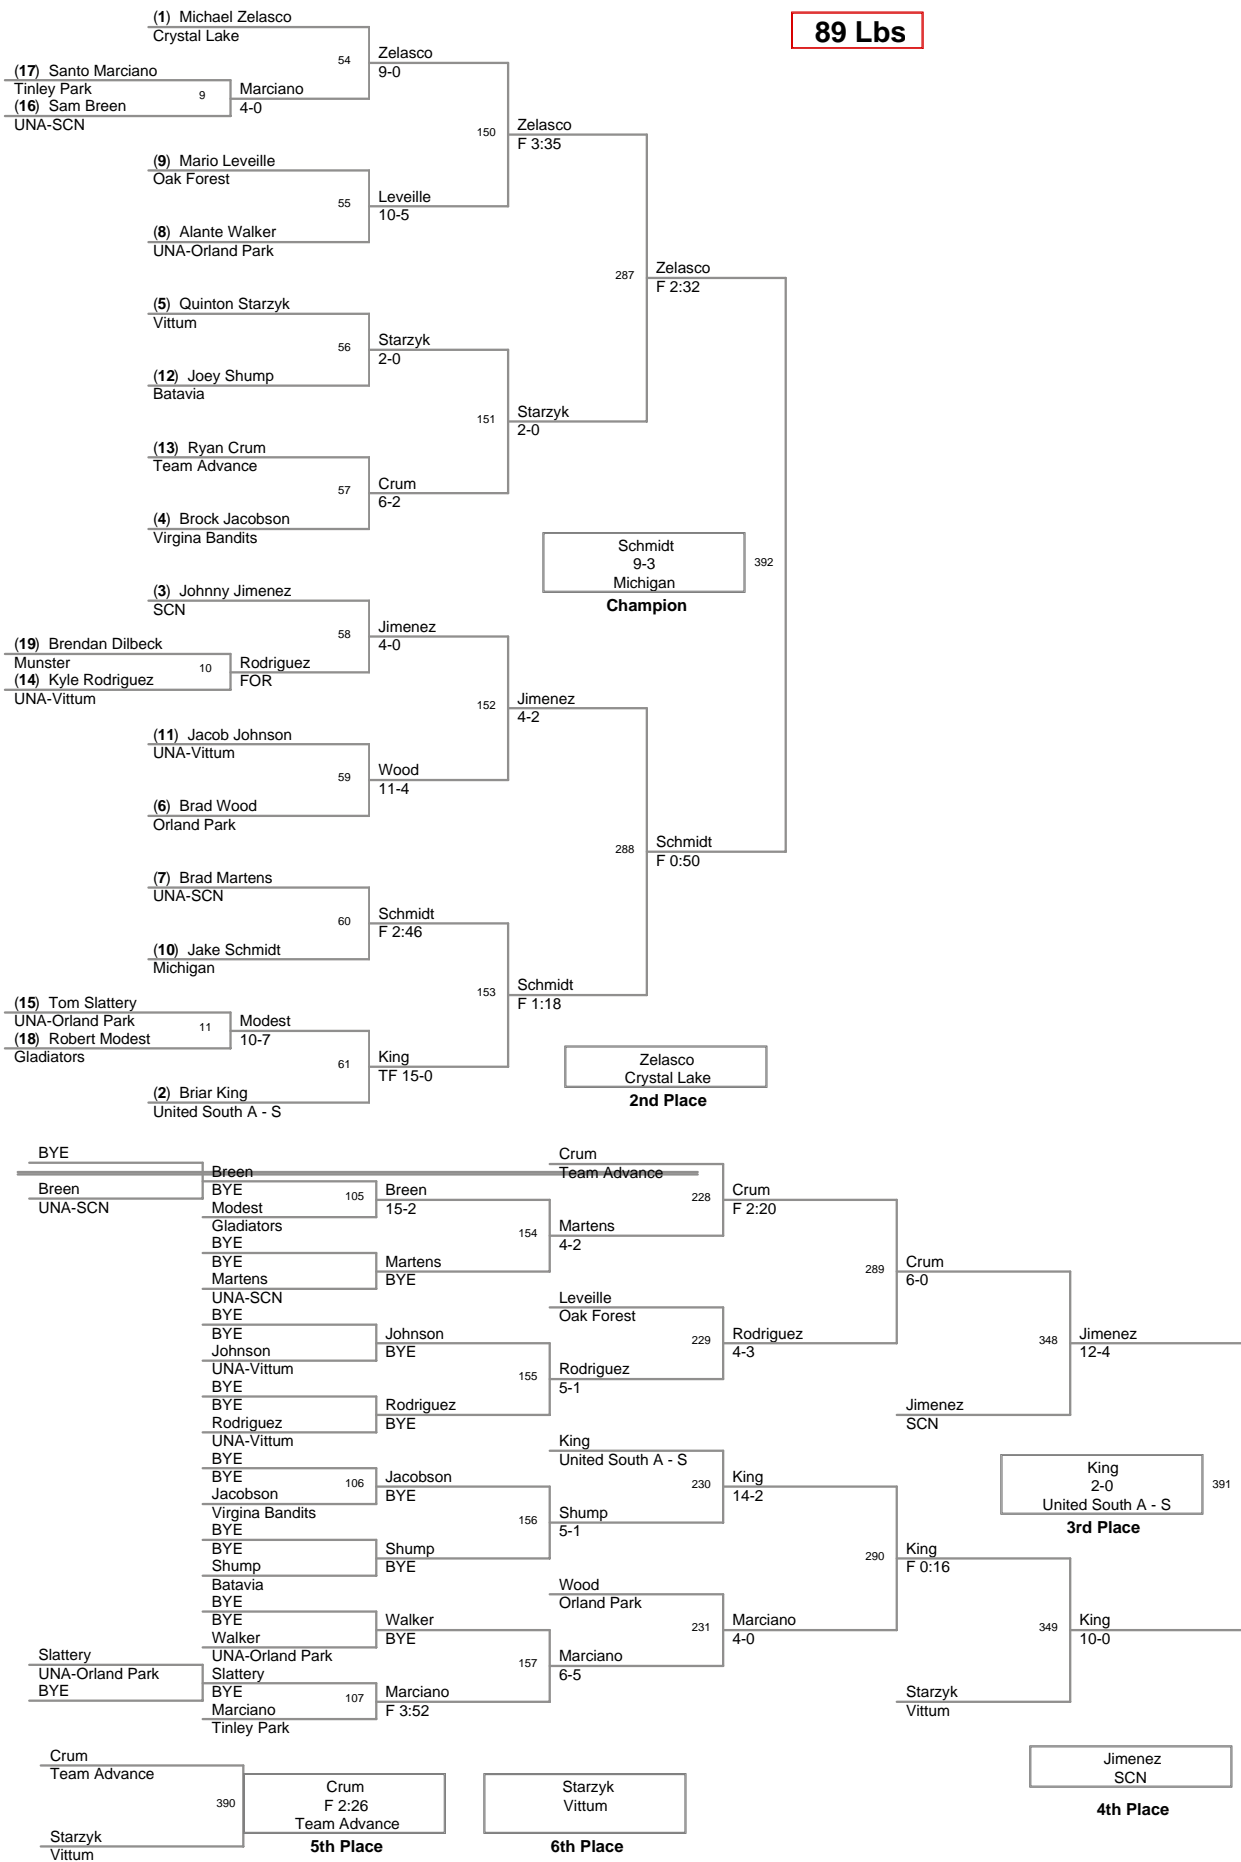 89 Lbs
(1) Michael Zelasco
Crystal Lake
54
Zelasco
9-0
(17) Santo Marciano
Tinley Park
9
Marciano
4-0
(16) Sam Breen
UNA-SCN
150
Zelasco
F 3:35
(9) Mario Leveille
Oak Forest
55
Leveille
10-5
(8) Alante Walker
UNA-Orland Park
287
Zelasco
F 2:32
(5) Quinton Starzyk
Vittum
56
Starzyk
2-0
(12) Joey Shump
Batavia
151
Starzyk
2-0
(13) Ryan Crum
Team Advance
57
Crum
6-2
(4) Brock Jacobson
Virgina Bandits
Schmidt
9-3
Michigan
392
Champion
(3) Johnny Jimenez
SCN
58
Jimenez
4-0
(19) Brendan Dilbeck
Munster
10
Rodriguez
FOR
(14) Kyle Rodriguez
UNA-Vittum
152
Jimenez
4-2
(11) Jacob Johnson
UNA-Vittum
59
Wood
11-4
(6) Brad Wood
Orland Park
288
Schmidt
F 0:50
(7) Brad Martens
UNA-SCN
60
Schmidt
F 2:46
(10) Jake Schmidt
Michigan
153
Schmidt
F 1:18
(15) Tom Slattery
UNA-Orland Park
11
Modest
10-7
(18) Robert Modest
Gladiators
61
King
TF 15-0
(2) Briar King
United South A - S
Zelasco
Crystal Lake
2nd Place
BYE
Breen
UNA-SCN
Breen
BYE
105
Breen
15-2
Modest
Gladiators
154
Martens
4-2
BYE
BYE
Martens
BYE
Martens
UNA-SCN
Crum
Team Advance
228
Crum
F 2:20
BYE
BYE
Johnson
BYE
Johnson
UNA-Vittum
155
Rodriguez
5-1
BYE
BYE
Rodriguez
BYE
Rodriguez
UNA-Vittum
Leveille
Oak Forest
229
Rodriguez
4-3
289
Crum
6-0
348
Jimenez
12-4
Jimenez
SCN
BYE
BYE
106
Jacobson
BYE
Jacobson
Virgina Bandits
156
Shump
5-1
BYE
BYE
Shump
BYE
Shump
Batavia
King
United South A - S
230
King
14-2
King
2-0
United South A - S
391
3rd Place
290
King
F 0:16
BYE
BYE
Walker
BYE
Walker
UNA-Orland Park
Wood
Orland Park
231
Marciano
4-0
157
Marciano
6-5
349
King
10-0
Slattery
UNA-Orland Park
BYE
Slattery
BYE
107
Marciano
F 3:52
Marciano
Tinley Park
Starzyk
Vittum
Crum
Team Advance
390
Crum
F 2:26
Team Advance
5th Place
Starzyk
Vittum
Starzyk
Vittum
6th Place
Jimenez
SCN
4th Place